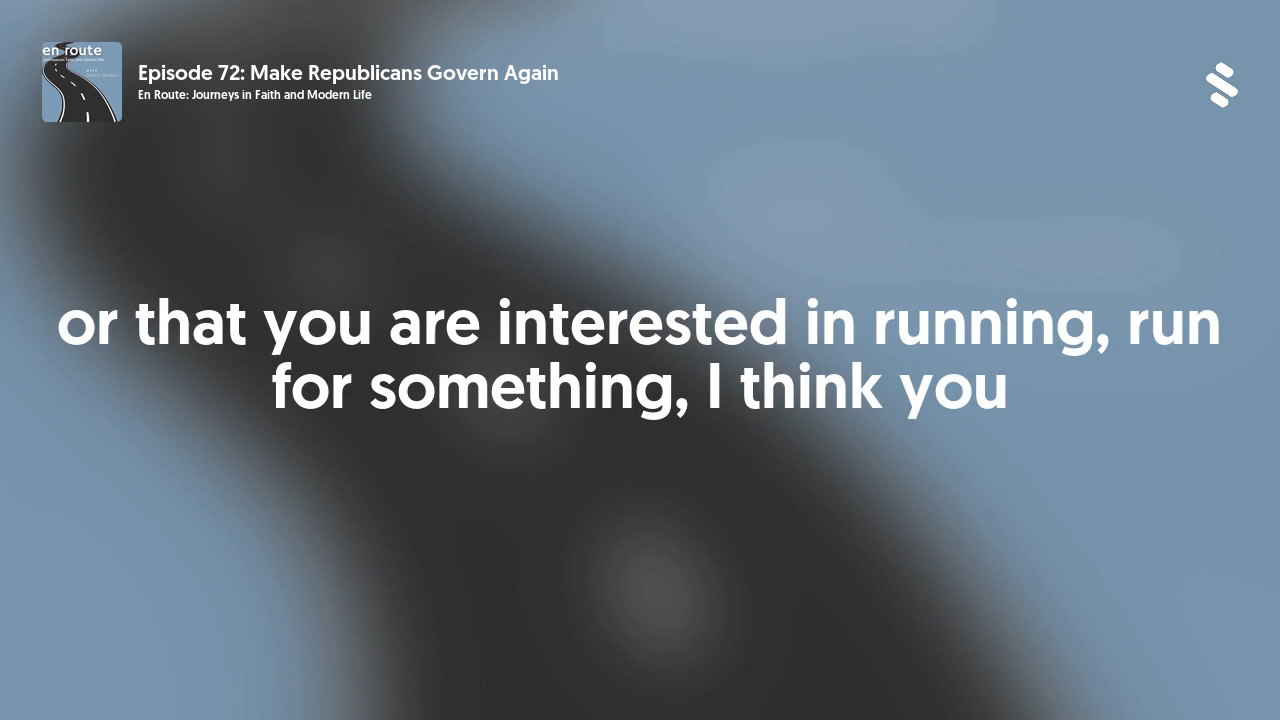 en route
Episode 72: Make Republicans Govern Again
En Route: Journeys in Faith and Modern Life
or that you are interested in running, run
for something, I think you